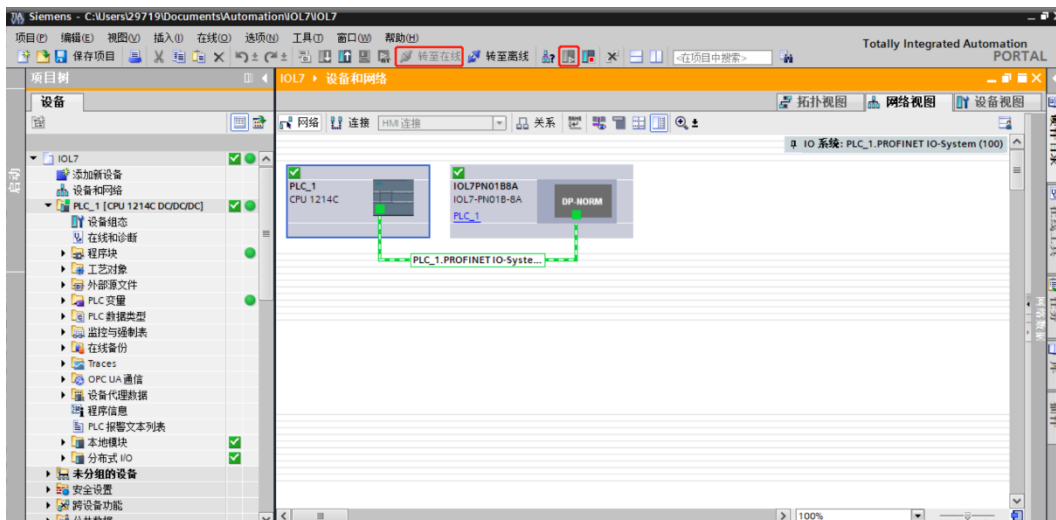 Siemens - C:\Users\29719\Documents\Automation\IOL7\IOL7
项目(P) 编辑(E) 视图(V) 插入(I) 在线(O) 选项(N) 工具(T) 窗口(W) 帮助(H)
Totally Integrated Automation
PORTAL
保存项目 转至在线 转至离线 <在项目中搜索>
项目树
IOL7 ▸ 设备和网络
设备
拓扑视图 网络视图 设备视图
网络 连接 HMI连接 关系
IO 系统: PLC_1.PROFINET IO-System (100)
启动
IOL7
添加新设备
设备和网络
PLC_1 [CPU 1214C DC/DC/DC]
设备组态
在线和诊断
程序块
工艺对象
外部源文件
PLC 变量
PLC 数据类型
监控与强制表
在线备份
Traces
OPC UA 通信
设备代理数据
程序信息
PLC 报警文本列表
本地模块
分布式 I/O
未分组的设备
安全设置
跨设备功能
PLC_1
CPU 1214C
IOL7PN01B8A
IOL7-PN01B-8A
PLC_1
DP-NORM
PLC_1.PROFINET IO-Syste...
100%